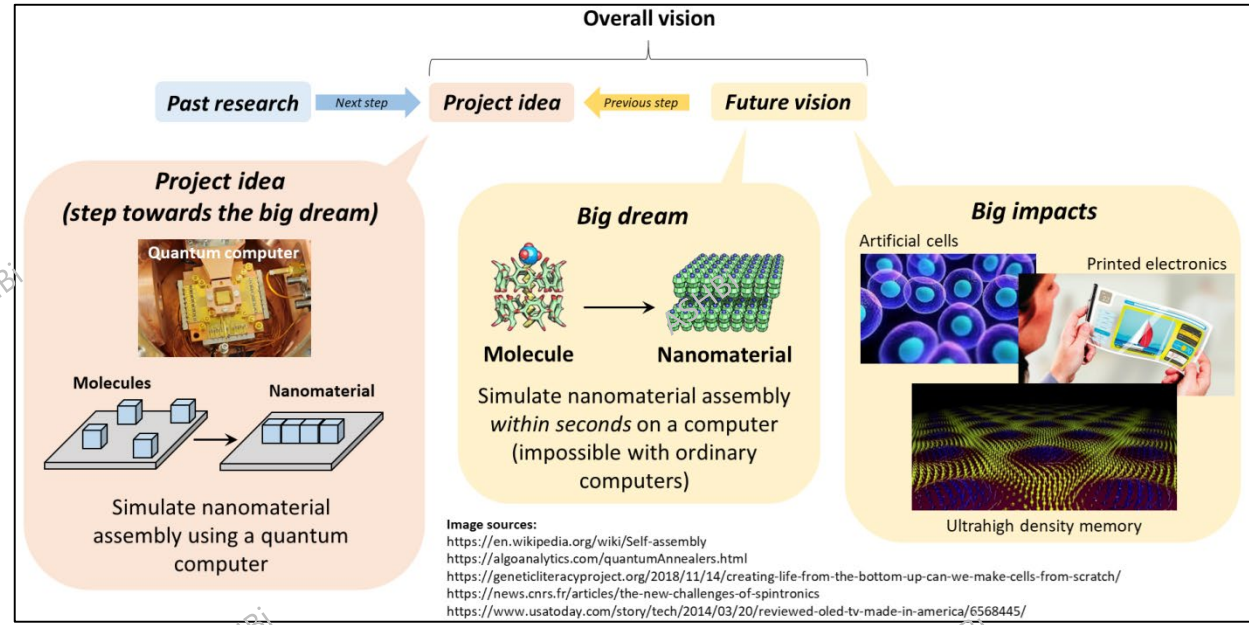 Overall vision
Past research
Next step
Project idea
Previous step
Future vision
Project idea
(step towards the big dream)
Quantum computer
Molecules
Nanomaterial
Simulate nanomaterial
assembly using a quantum
computer
Big dream
Molecule
Nanomaterial
Simulate nanomaterial assembly
within seconds on a computer
(impossible with ordinary
computers)
Big impacts
Artificial cells
Printed electronics
Ultrahigh density memory
Image sources:
https://en.wikipedia.org/wiki/Self-assembly
https://algoanalytics.com/quantumAnnealers.html
https://geneticliteracyproject.org/2018/11/14/creating-life-from-the-bottom-up-can-we-make-cells-from-scratch/
https://news.cnrs.fr/articles/the-new-challenges-of-spintronics
https://www.usatoday.com/story/tech/2014/03/20/reviewed-oled-tv-made-in-america/6568445/